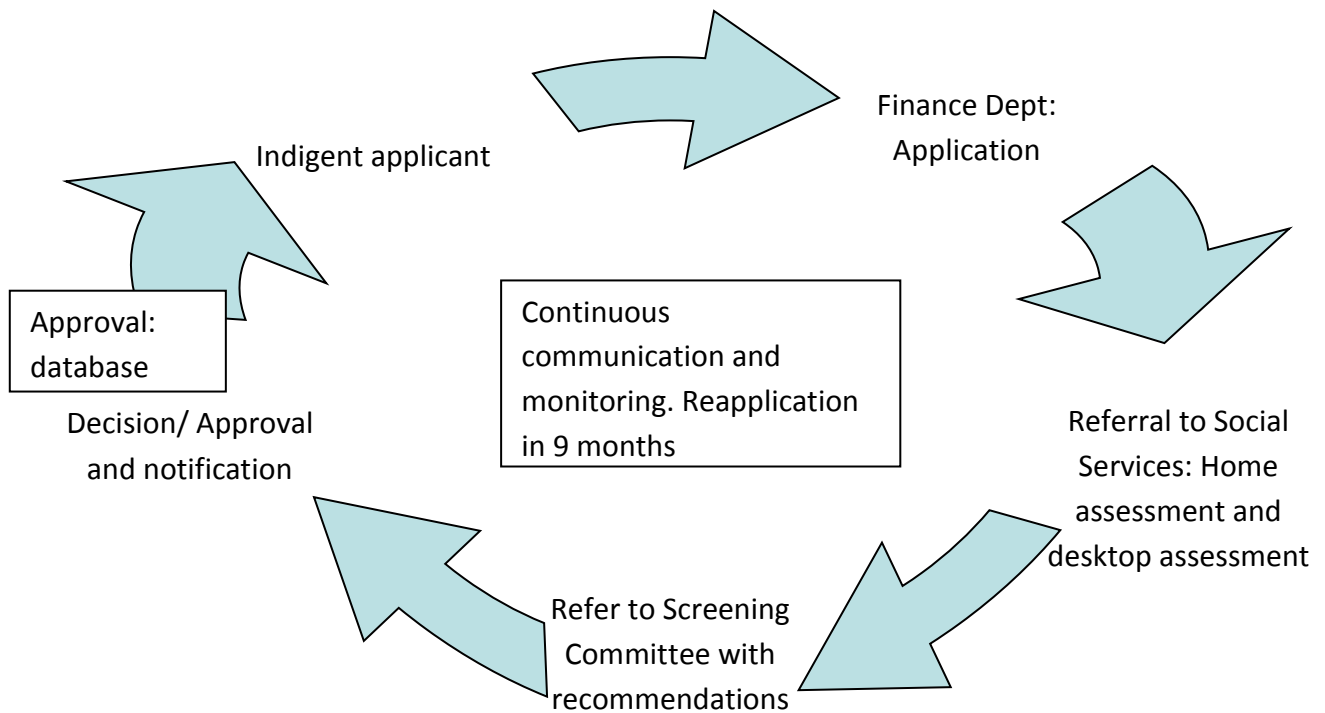 Indigent applicant
Finance Dept:
Application
Referral to Social
Services: Home
assessment and
desktop assessment
Refer to Screening
Committee with
recommendations
Decision/ Approval
and notification
Approval:
database
Continuous
communication and
monitoring. Reapplication
in 9 months